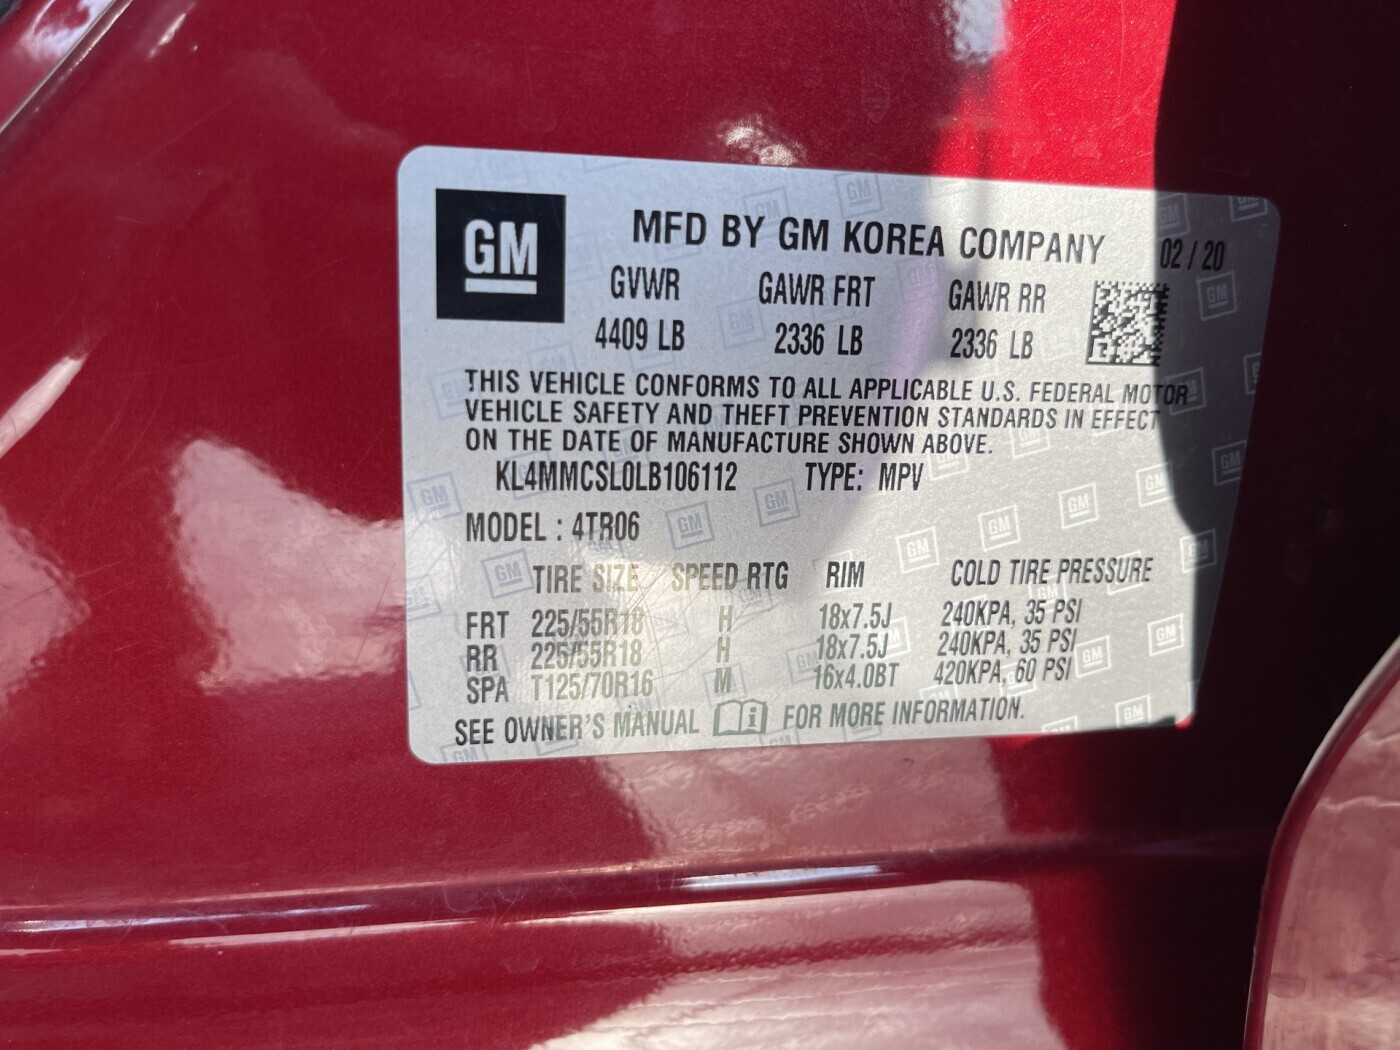 GM
MFD BY GM KOREA COMPANY 02 / 20
GVWR GAWR FRT GAWR RR
4409 LB 2336 LB 2336 LB
THIS VEHICLE CONFORMS TO ALL APPLICABLE U.S. FEDERAL MOTOR
VEHICLE SAFETY AND THEFT PREVENTION STANDARDS IN EFFECT
ON THE DATE OF MANUFACTURE SHOWN ABOVE.
KL4MMCSL0LB106112 TYPE: MPV
MODEL : 4TR06
TIRE SIZE SPEED RTG RIM COLD TIRE PRESSURE
FRT 225/55R18 H 18x7.5J 240KPA, 35 PSI
RR 225/55R18 H 18x7.5J 240KPA, 35 PSI
SPA T125/70R16 M 16x4.0BT 420KPA, 60 PSI
SEE OWNER'S MANUAL FOR MORE INFORMATION.